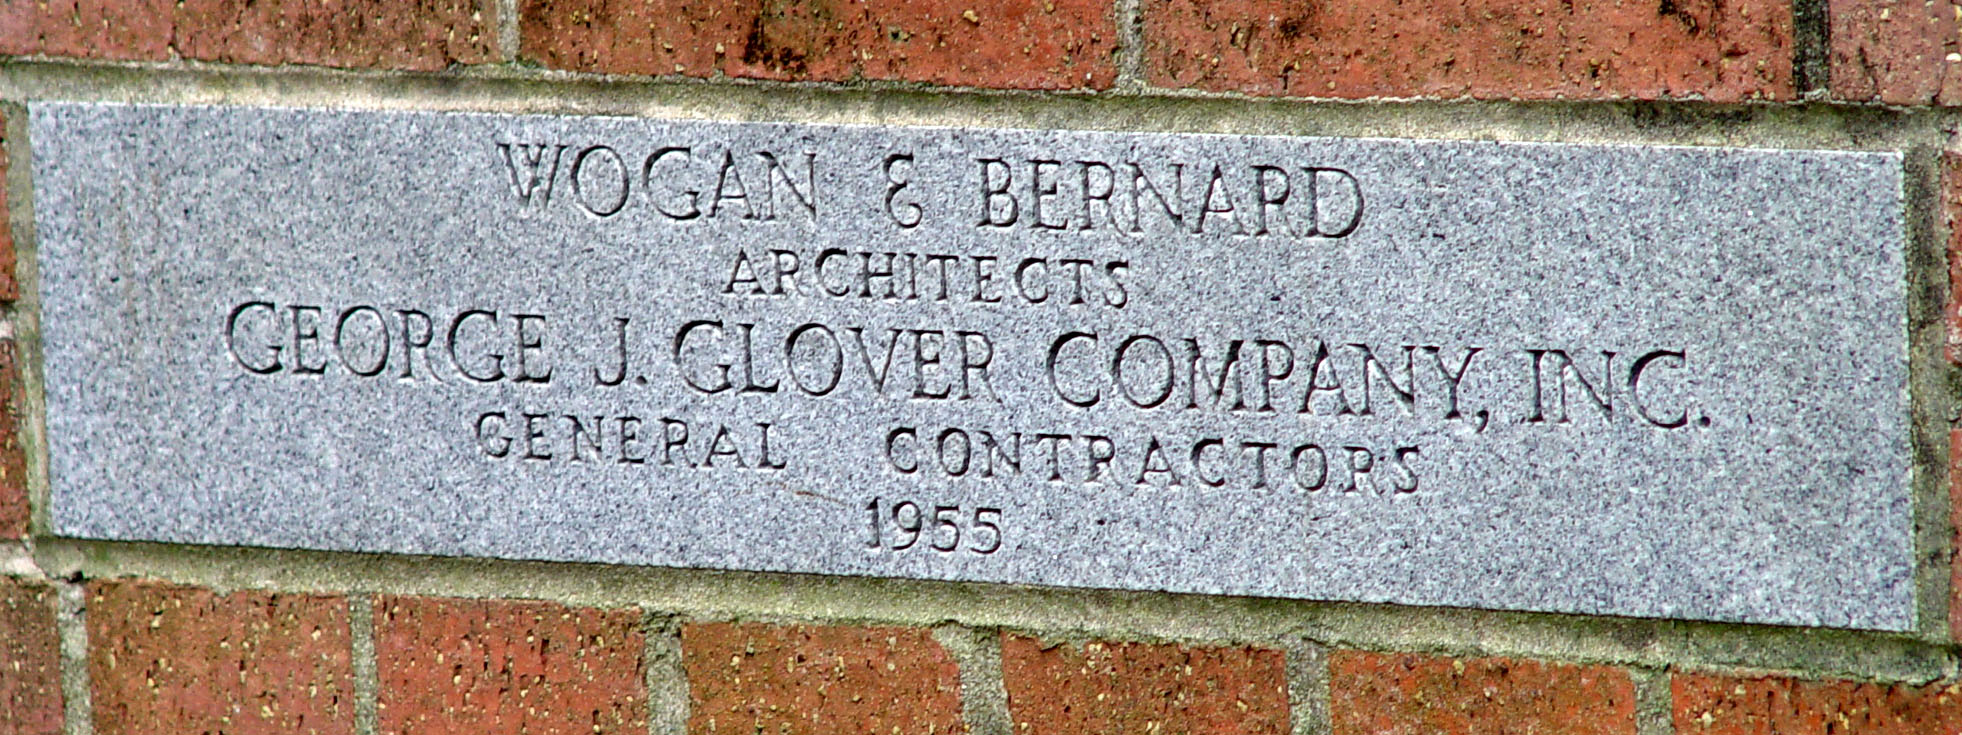 WOGAN & BERNARD
ARCHITECTS
GEORGE J. GLOVER COMPANY, INC.
GENERAL CONTRACTORS
1955